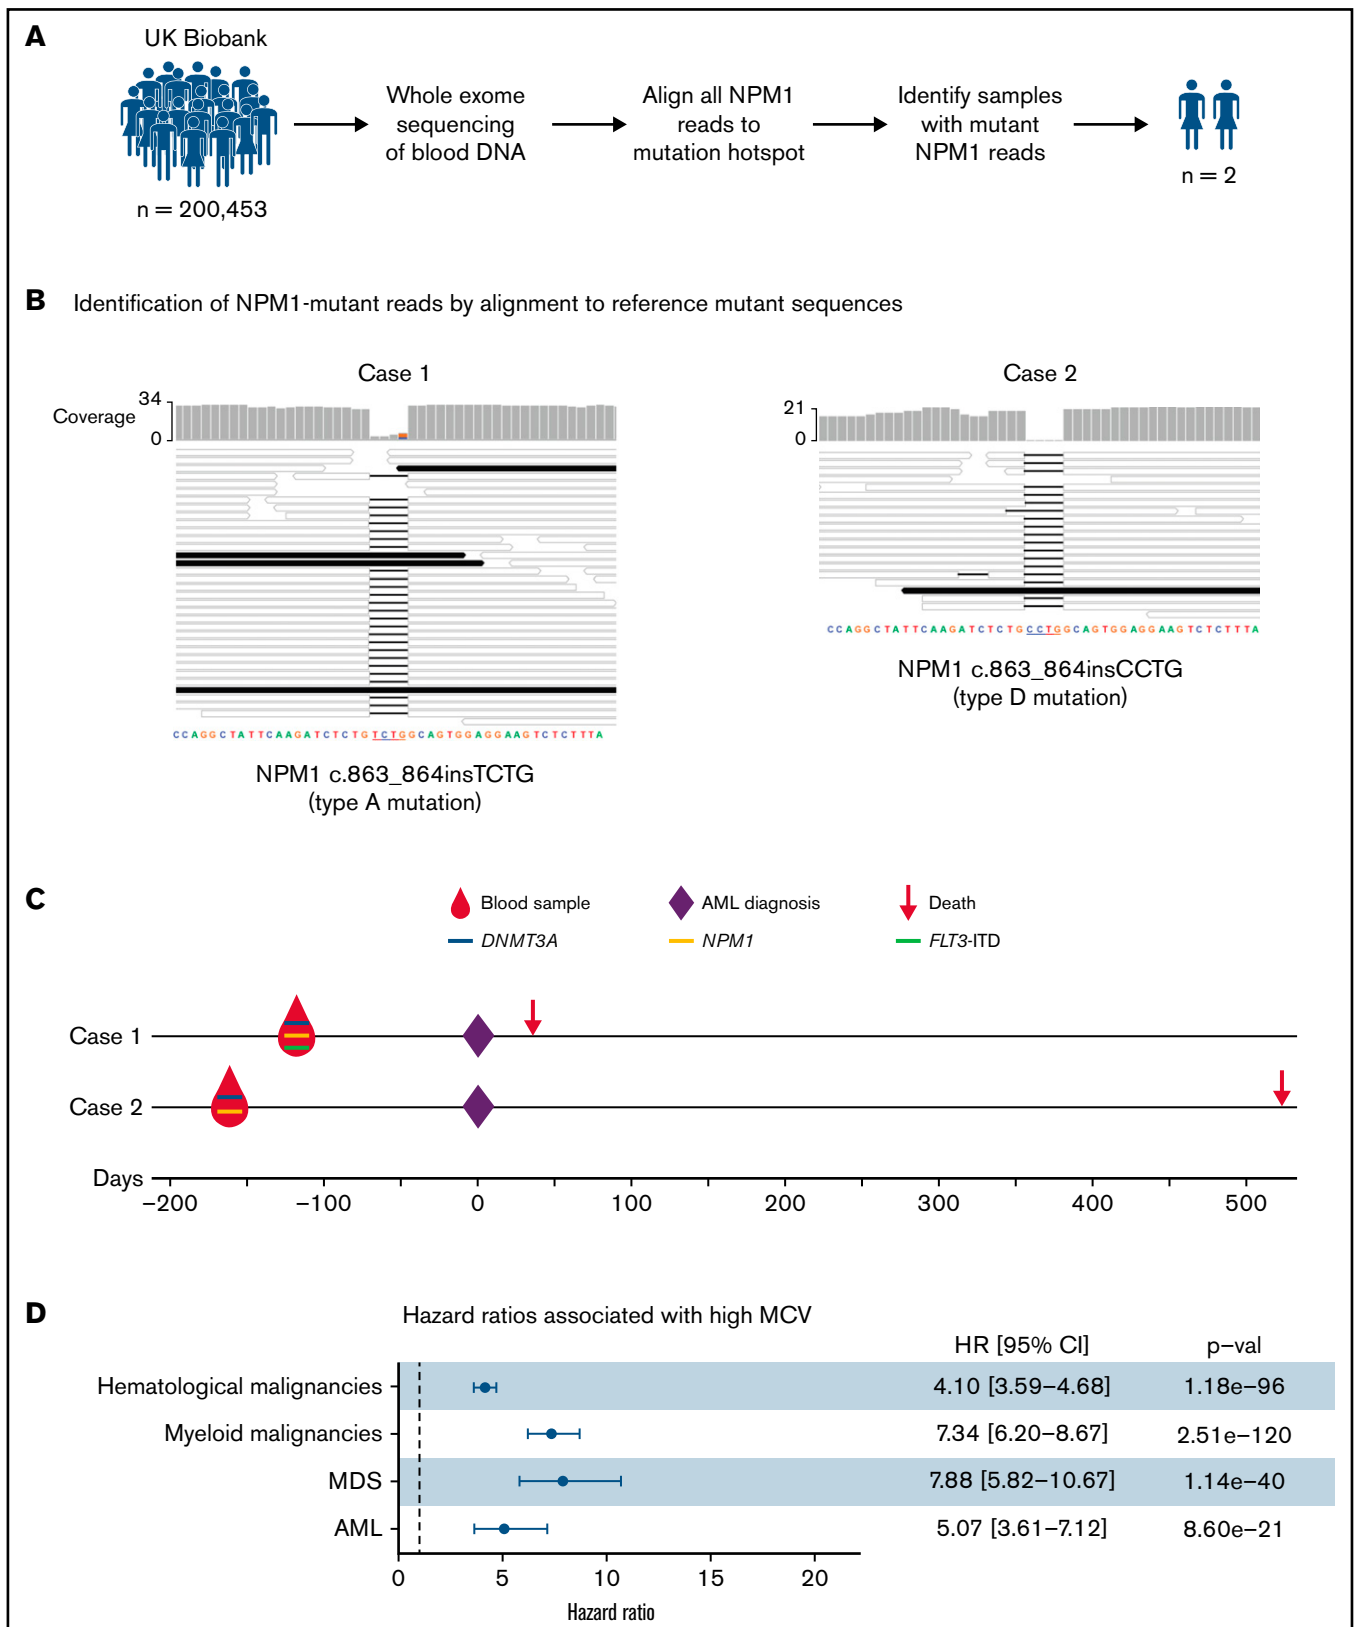 A
UK Biobank
n = 200,453
Whole exome
sequencing
of blood DNA
Align all NPM1
reads to
mutation hotspot
Identify samples
with mutant
NPM1 reads
n = 2
B Identification of NPM1-mutant reads by alignment to reference mutant sequences
Case 1
34
Coverage
0
CCAGGCTATTCAAGATCTCTGTCTGGCAGTGGAGGAAGTCTCTTTA
NPM1 c.863_864insTCTG
(type A mutation)
Case 2
21
0
CCAGGCTATTCAAGATCTCTGCCTGGCAGTGGAGGAAGTCTCTTTA
NPM1 c.863_864insCCTG
(type D mutation)
C
Blood sample AML diagnosis Death
DNMT3A NPM1 FLT3-ITD
Case 1
Case 2
Days
−200 −100 0 100 200 300 400 500
D
Hazard ratios associated with high MCV
HR [95% CI] p−val
Hematological malignancies 4.10 [3.59−4.68] 1.18e−96
Myeloid malignancies 7.34 [6.20−8.67] 2.51e−120
MDS 7.88 [5.82−10.67] 1.14e−40
AML 5.07 [3.61−7.12] 8.60e−21
0 5 10 15 20
Hazard ratio